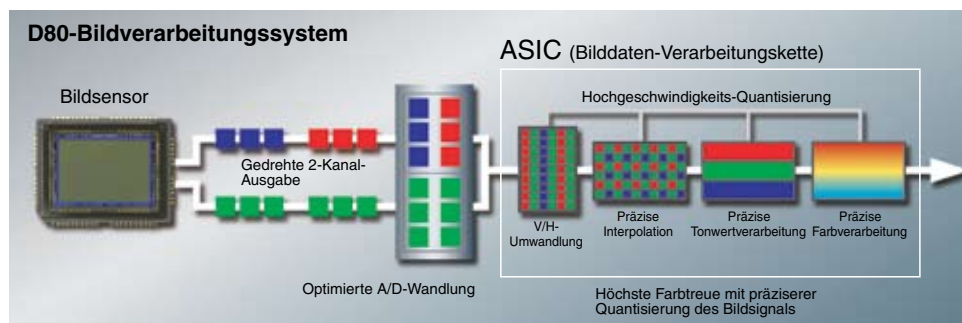 D80-Bildverarbeitungssystem
ASIC (Bilddaten-Verarbeitungskette)
Bildsensor
Hochgeschwindigkeits-Quantisierung
Gedrehte 2-Kanal-
Ausgabe
V/H-
Umwandlung
Präzise
Interpolation
Präzise
Tonwertverarbeitung
Präzise
Farbverarbeitung
Optimierte A/D-Wandlung
Höchste Farbtreue mit präziserer
Quantisierung des Bildsignals